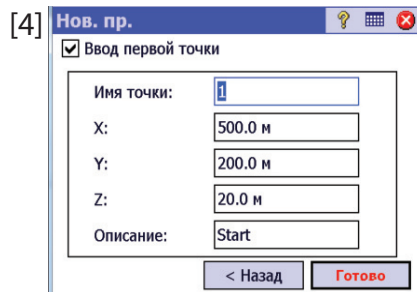 [4]
Нов. пр.
Ввод первой точки
Имя точки: 1
X: 500.0 м
Y: 200.0 м
Z: 20.0 м
Описание: Start
< Назад Готово